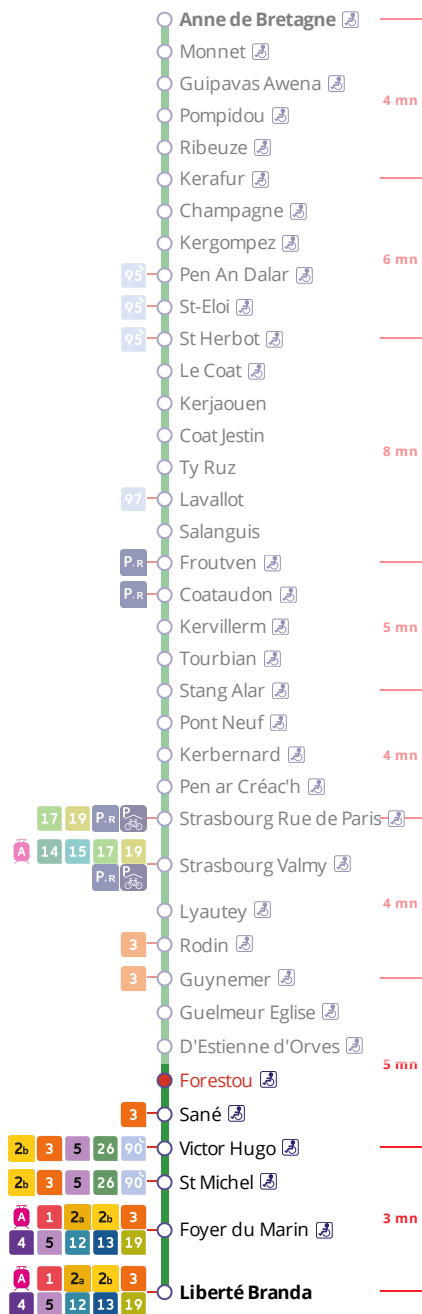 Anne de Bretagne
Monnet
Guipavas Awena
4 mn
Pompidou
Ribeuze
Kerafur
Champagne
Kergompez
6 mn
95 Pen An Dalar
95 St-Eloi
95 St Herbot
Le Coat
Kerjaouen
Coat Jestin
8 mn
Ty Ruz
97 Lavallot
Salanguis
P+R Froutven
P+R Coataudon
Kervillerm
5 mn
Tourbian
Stang Alar
Pont Neuf
Kerbernard
4 mn
Pen ar Créac'h
17 19 P+R P Strasbourg Rue de Paris
A 14 15 17 19
Strasbourg Valmy
P+R P
Lyautey
4 mn
3 Rodin
3 Guynemer
Guelmeur Eglise
D'Estienne d'Orves
5 mn
Forestou
3 Sané
2b 3 5 26 90 Victor Hugo
2b 3 5 26 90 St Michel
A 1 2a 2b 3
Foyer du Marin
3 mn
4 5 12 13 19
A 1 2a 2b 3
Liberté Branda
4 5 12 13 19